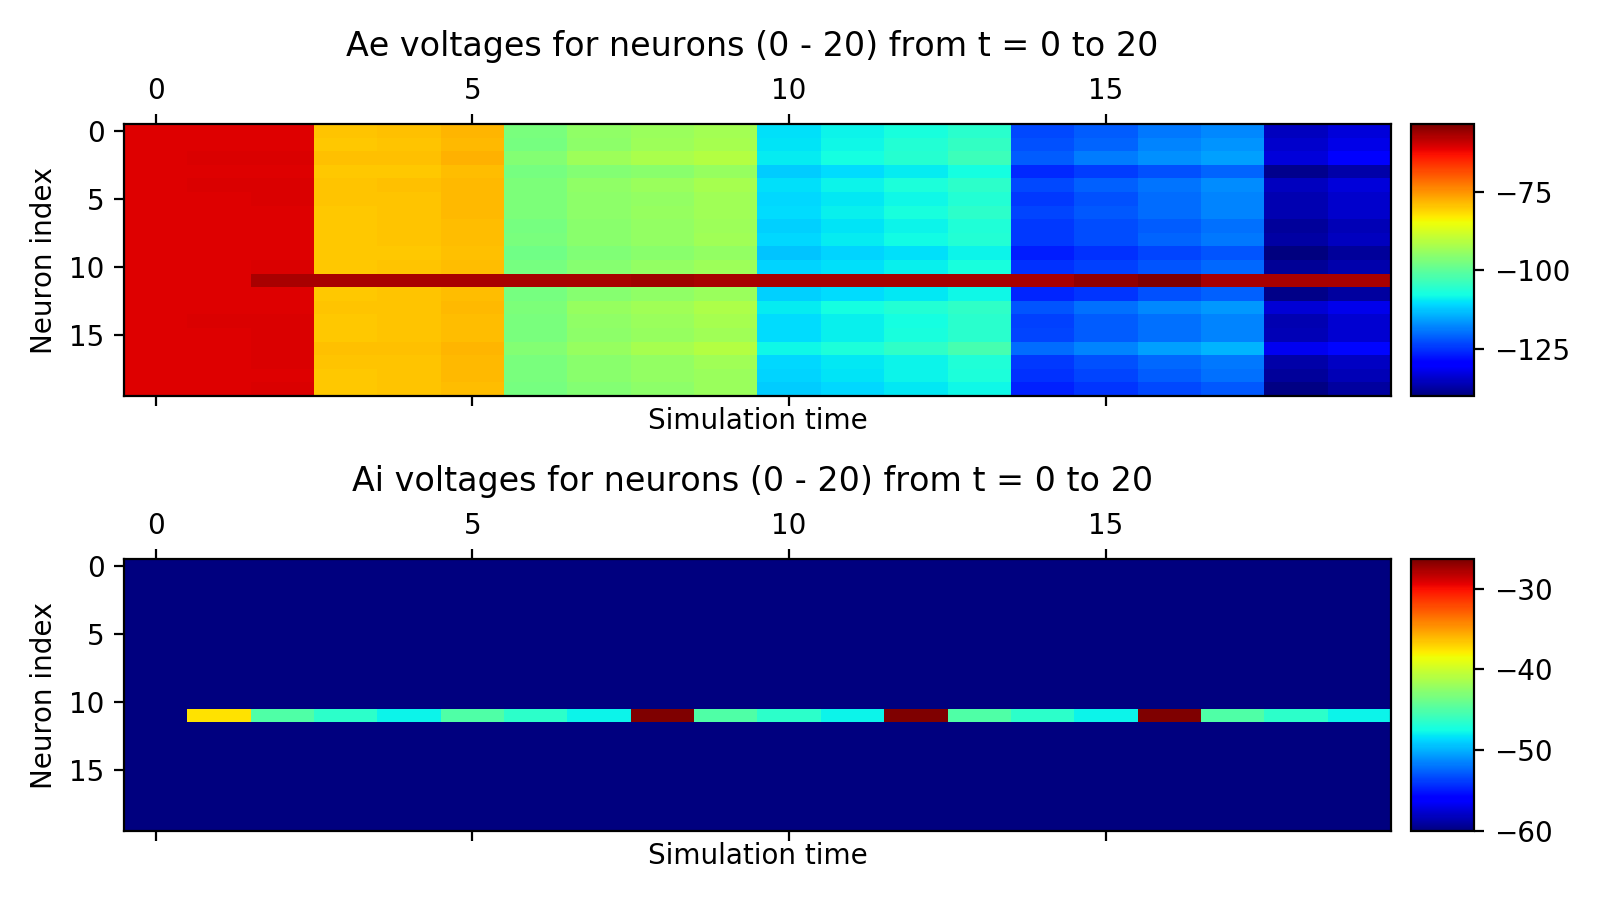 Ae voltages for neurons (0 - 20) from t = 0 to 20
0 5 10 15
Neuron index
0
5
10
15
Simulation time
−75
−100
−125
Ai voltages for neurons (0 - 20) from t = 0 to 20
0 5 10 15
Neuron index
0
5
10
15
Simulation time
−30
−40
−50
−60